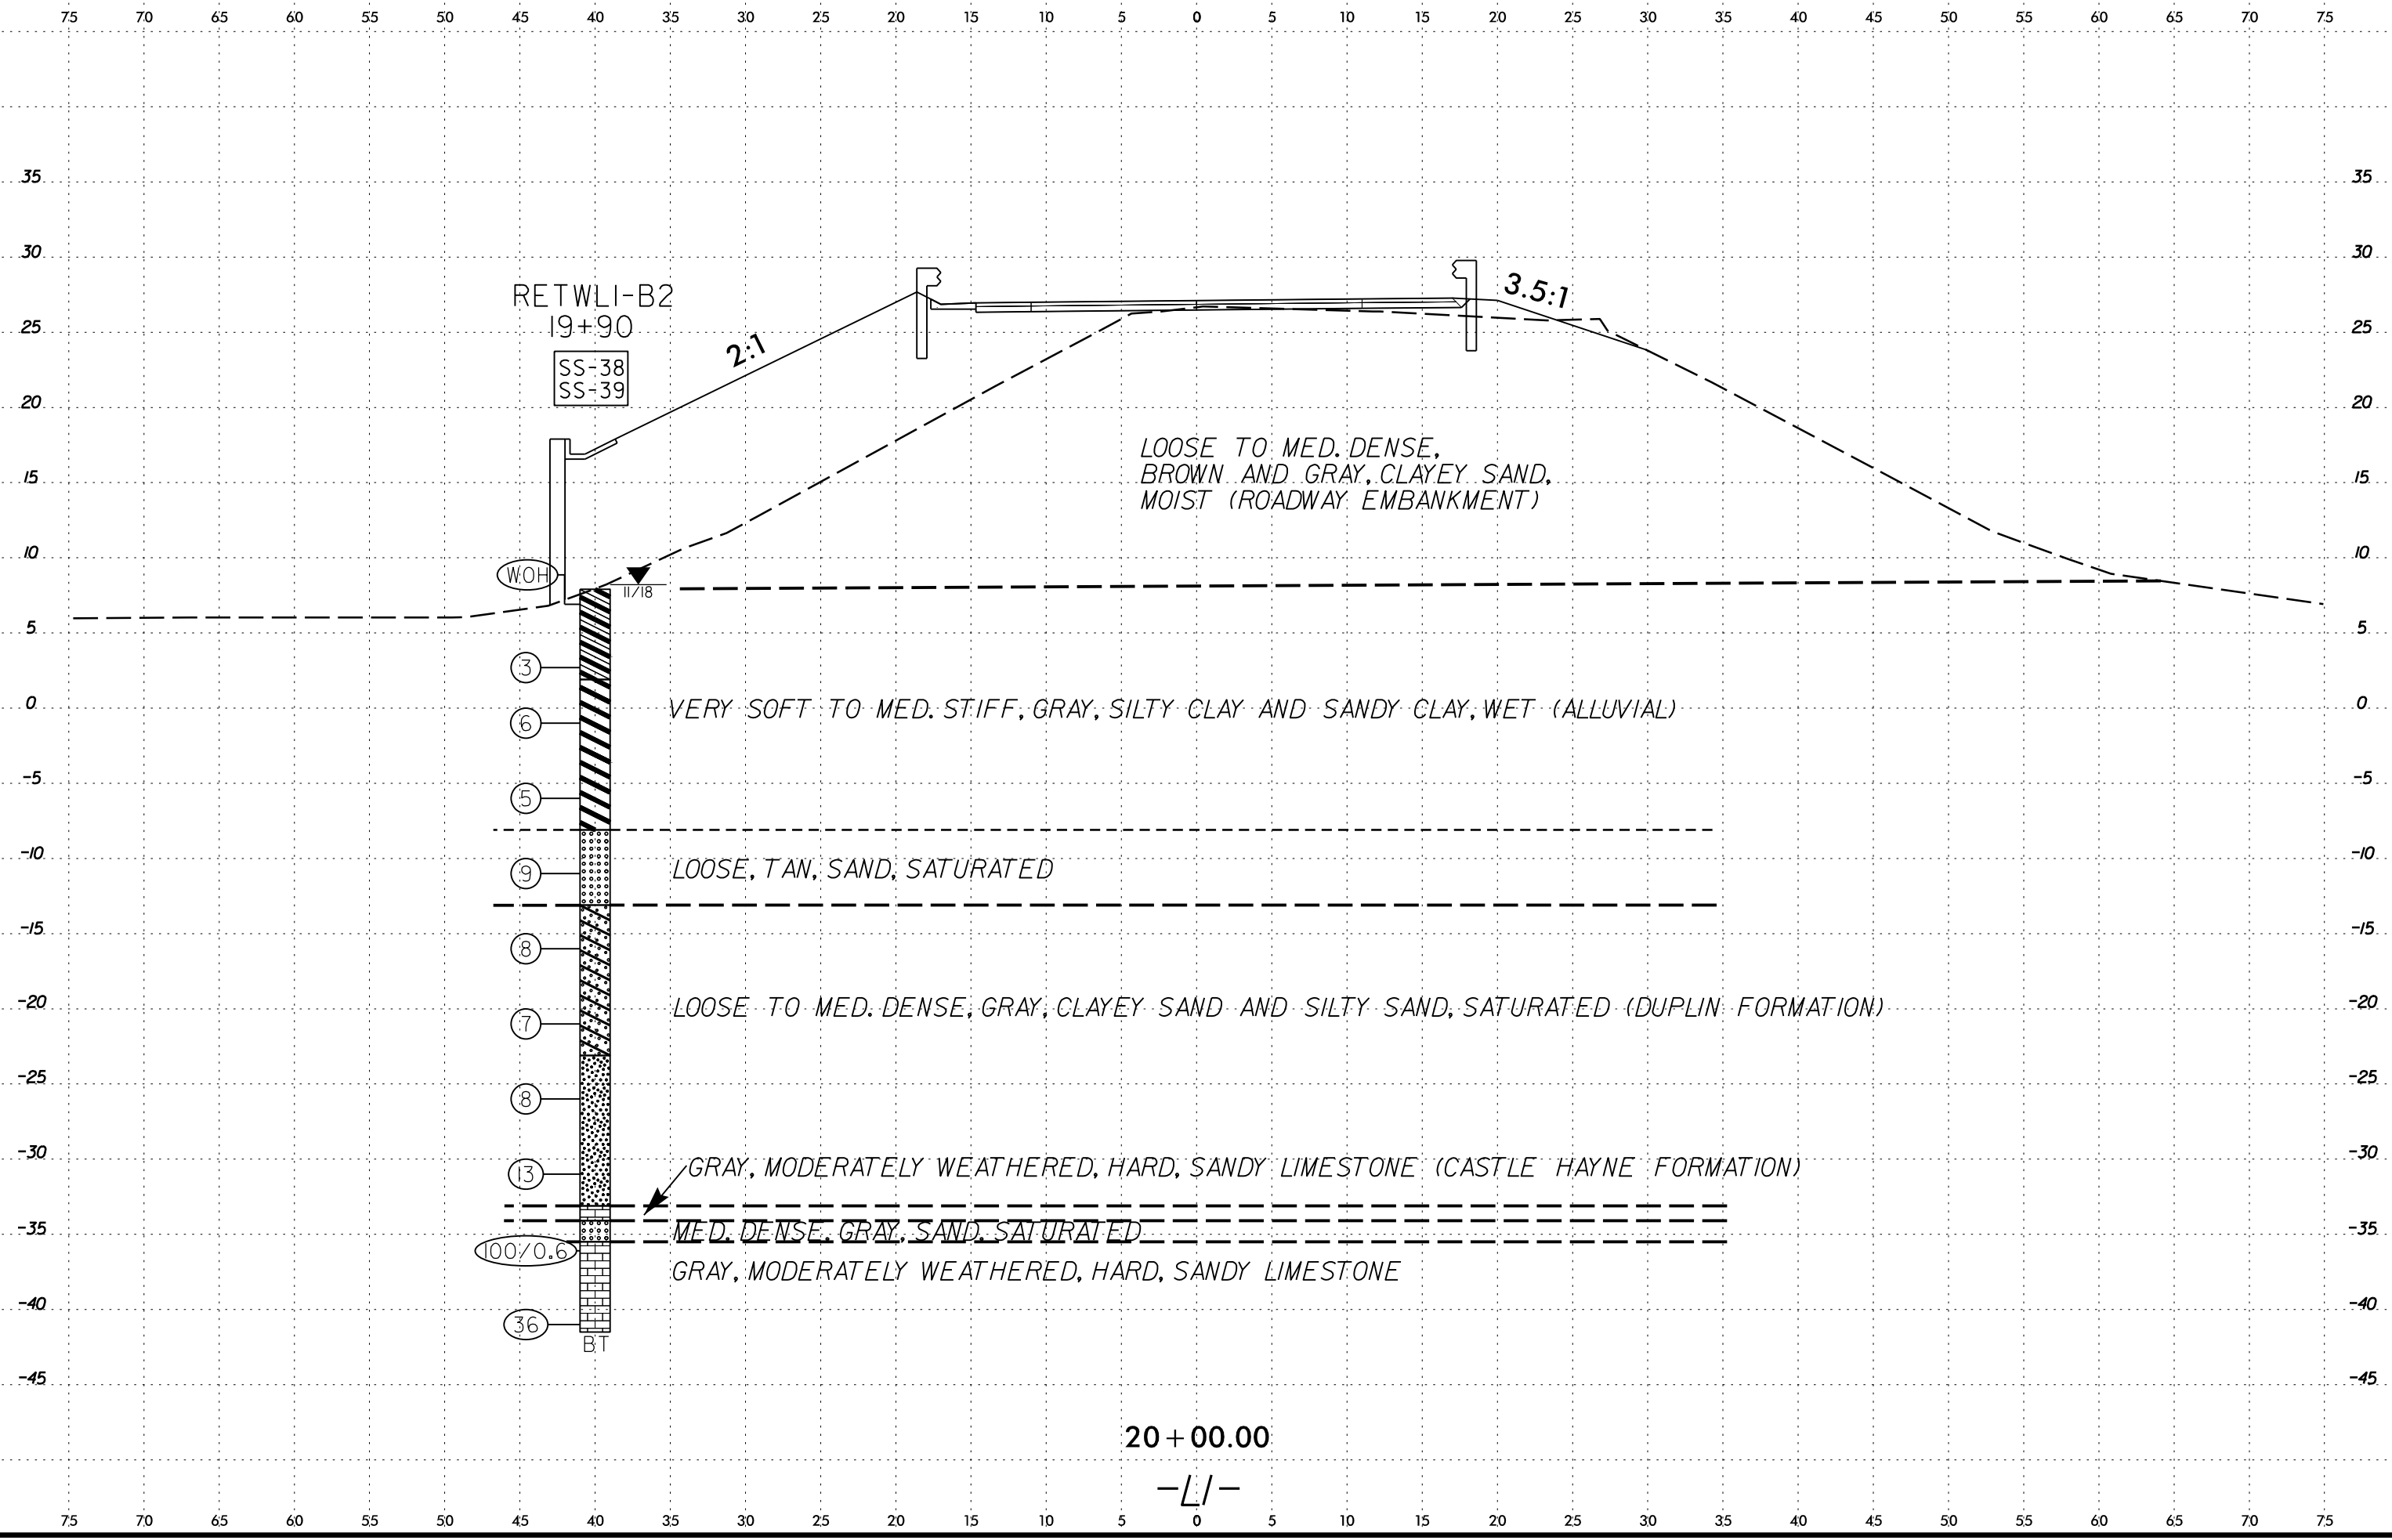 75 70 65 60 55 50 45 40 35 30 25 20 15 10 5 0 5 10 15 20 25 30 35 40 45 50 55 60 65 70 75
35 35
30 30
RETWL1-B2
19+90
3.5:1
25 25
2:1
SS-38
SS-39
20 20
LOOSE TO MED. DENSE,
BROWN AND GRAY, CLAYEY SAND,
MOIST (ROADWAY EMBANKMENT)
15 15
10 10
WOH
11/18
5 5
3
0 0
VERY SOFT TO MED. STIFF, GRAY, SILTY CLAY AND SANDY CLAY, WET (ALLUVIAL)
6
-5 -5
5
-10 -10
9
LOOSE, TAN, SAND, SATURATED
-15 -15
8
-20 -20
LOOSE TO MED. DENSE, GRAY, CLAYEY SAND AND SILTY SAND, SATURATED (DUPLIN FORMATION)
7
-25 -25
8
-30 -30
GRAY, MODERATELY WEATHERED, HARD, SANDY LIMESTONE (CASTLE HAYNE FORMATION)
13
-35 -35
MED. DENSE, GRAY, SAND, SATURATED
100/0.6
GRAY, MODERATELY WEATHERED, HARD, SANDY LIMESTONE
-40 -40
36
BT
-45 -45
20+00.00
-L1-
75 70 65 60 55 50 45 40 35 30 25 20 15 10 5 0 5 10 15 20 25 30 35 40 45 50 55 60 65 70 75